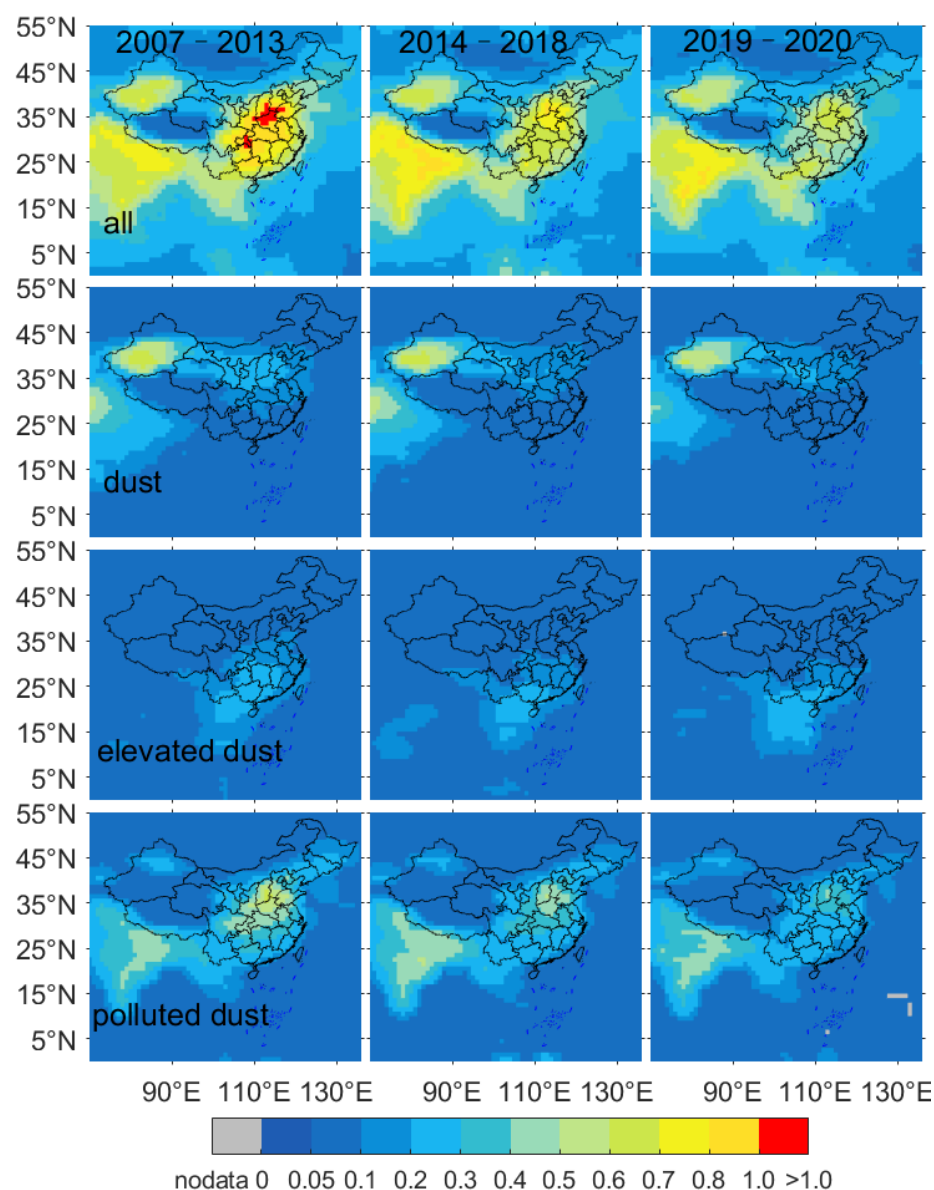 55°N
2007 - 2013 2014 - 2018 2019 - 2020
45°N
35°N
25°N
15°N
all
5°N
55°N
45°N
35°N
25°N
15°N
dust
5°N
55°N
45°N
35°N
25°N
15°N
elevated dust
5°N
55°N
45°N
35°N
25°N
15°N
polluted dust
5°N
90°E 110°E 130°E 90°E 110°E 130°E 90°E 110°E 130°E
nodata 0 0.05 0.1 0.2 0.3 0.4 0.5 0.6 0.7 0.8 1.0 >1.0